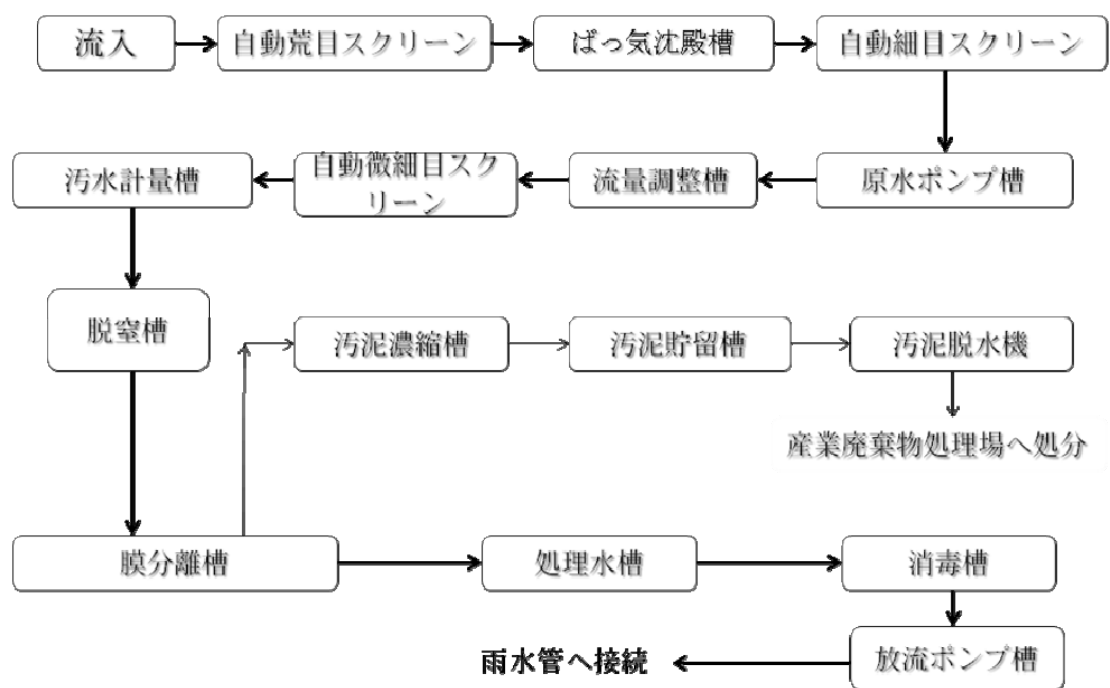 流入
自動荒目スクリーン
ばっ気沈殿槽
自動細目スクリーン
汚水計量槽
自動微細目スク
リーン
流量調整槽
原水ポンプ槽
脱窒槽
汚泥濃縮槽
汚泥貯留槽
汚泥脱水機
産業廃棄物処理場へ処分
膜分離槽
処理水槽
消毒槽
雨水管へ接続
放流ポンプ槽